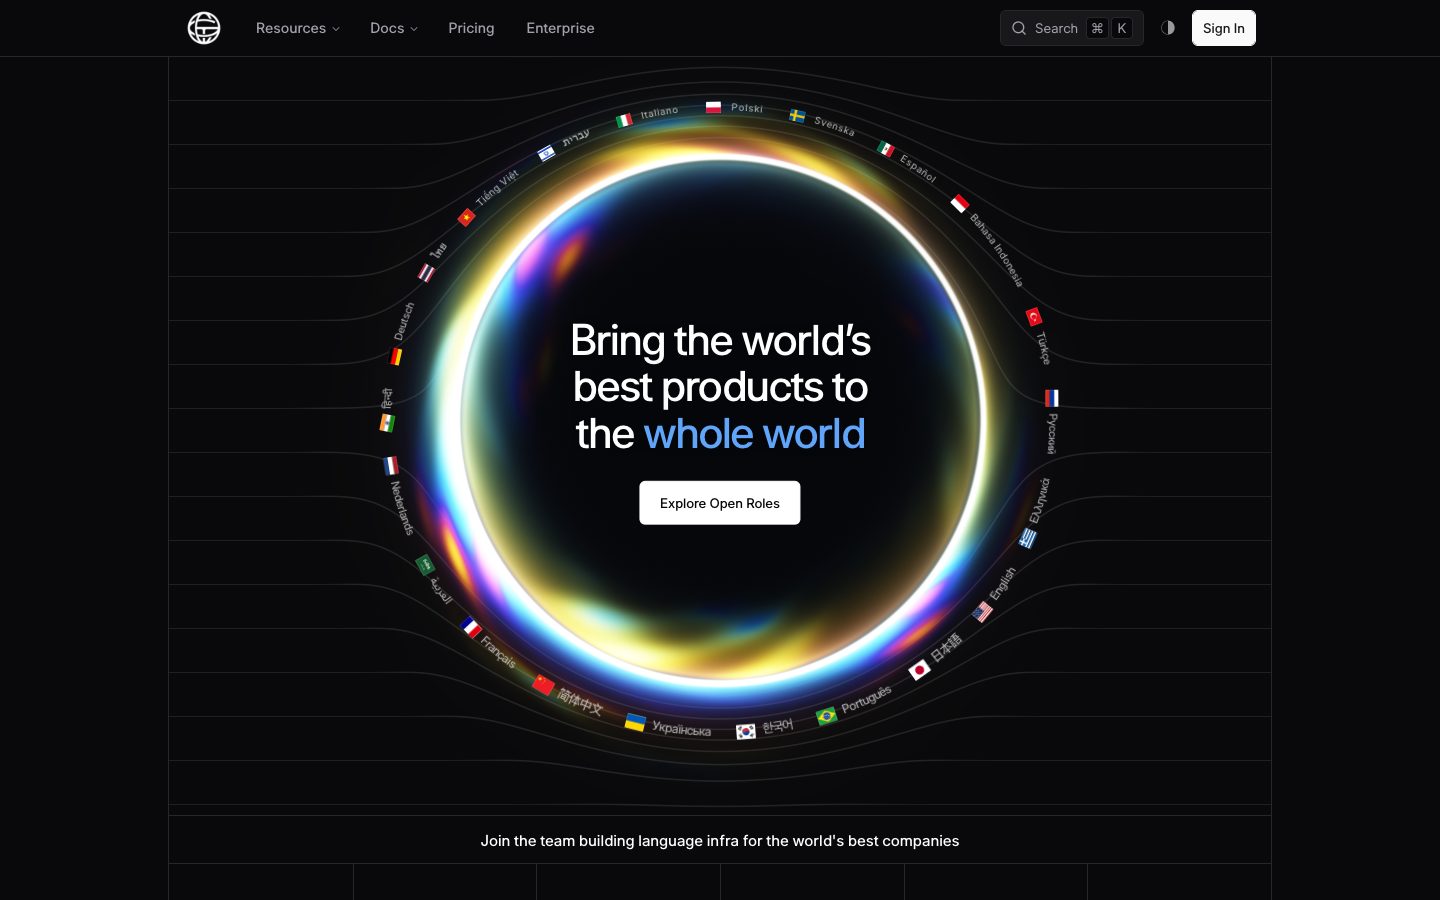 Resources
Docs
Pricing
Enterprise
Search
⌘ K
Sign In
Polski
Svenska
Español
Bahasa Indonesia
Türkçe
Русский
Ελληνικά
English
日本語
Português
한국어
Українська
简体中文
Français
العربية
Nederlands
हिन्दी
Deutsch
ไทย
Tiếng Việt
עברית
Italiano
Bring the world’s
best products to
the whole world
Explore Open Roles
Join the team building language infra for the world's best companies